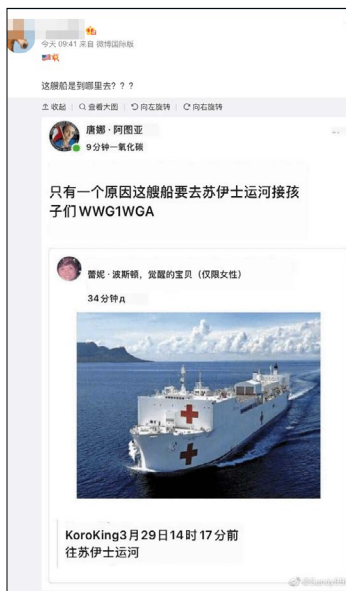 今天 09:41 来自 微博国际版
这艘船是到哪里去？？？
收起 查看大图 向左旋转 向右旋转
唐娜·阿图亚
9分钟一氧化碳
只有一个原因这艘船要去苏伊士运河接孩
子们WWG1WGA
蕾妮·波斯顿，觉醒的宝贝（仅限女性）
34分钟д
KoroKing3月29日14时17分前
往苏伊士运河